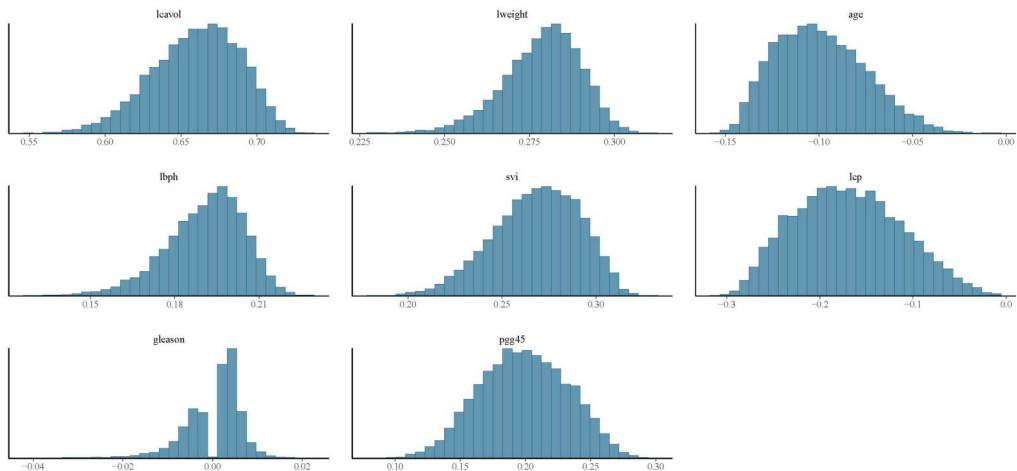 lcavol
0.55 0.60 0.65 0.70
lweight
0.225 0.250 0.275 0.300
age
−0.15 −0.10 −0.05 0.00
lbph
0.15 0.18 0.21
svi
0.20 0.25 0.30
lcp
−0.3 −0.2 −0.1 0.0
gleason
−0.04 −0.02 0.00 0.02
pgg45
0.10 0.15 0.20 0.25 0.30